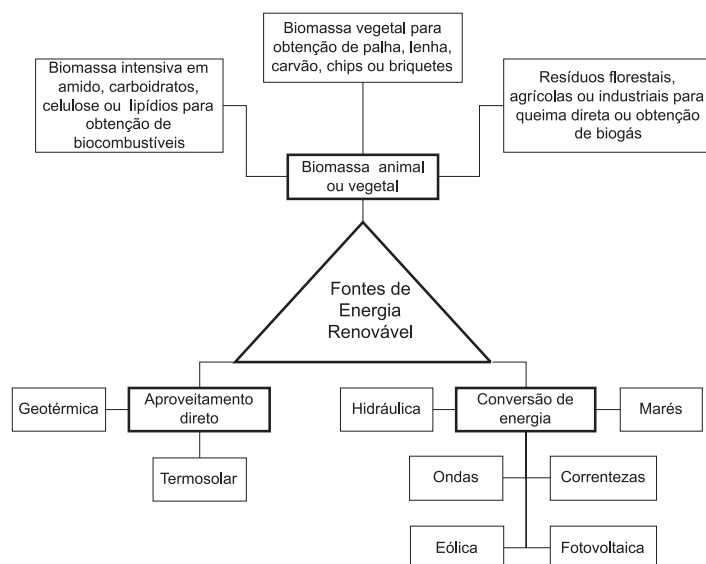 Biomassa vegetal para
obtenção de palha, lenha,
carvão, chips ou briquetes
Biomassa intensiva em
amido, carboidratos,
celulose ou lipídios para
obtenção de
biocombustíveis
Resíduos florestais,
agrícolas ou industriais para
queima direta ou obtenção
de biogás
Biomassa animal
ou vegetal
Fontes de
Energia
Renovável
Geotérmica
Aproveitamento
direto
Termosolar
Hidráulica
Conversão de
energia
Marés
Ondas
Correntezas
Eólica
Fotovoltaica